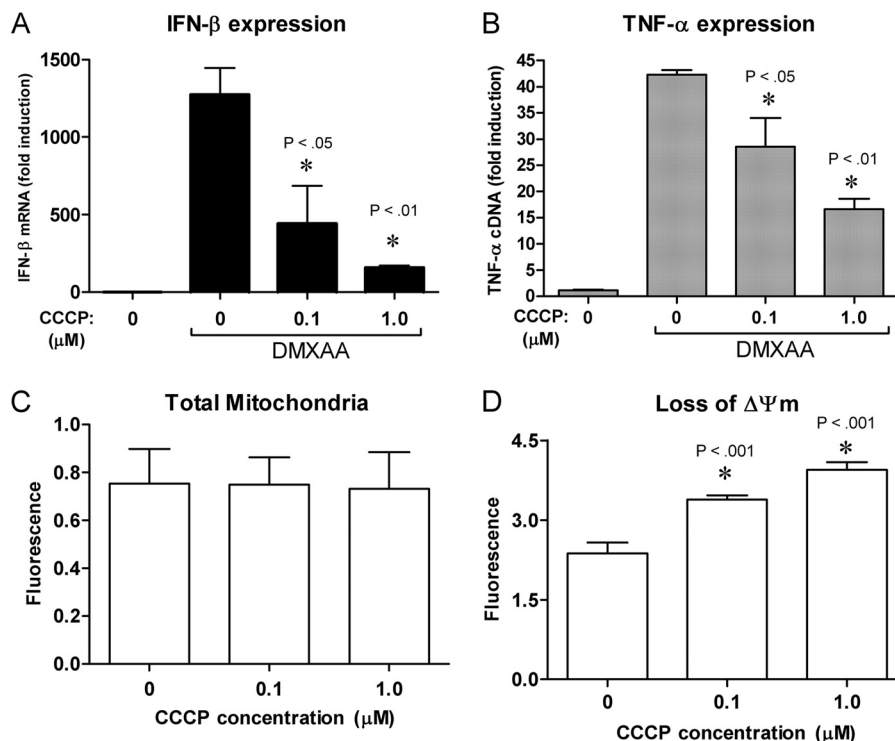 A
IFN-β expression
IFN-β mRNA (fold induction)
1500
1000
500
0
P < .05
*
P < .01
*
CCCP: 0 0 0.1 1.0
(μM)
DMXAA
B
TNF-α expression
TNF-α cDNA (fold induction)
45
40
35
30
25
20
15
10
5
0
P < .05
*
P < .01
*
CCCP: 0 0 0.1 1.0
(μM)
DMXAA
C
Total Mitochondria
Fluorescence
1.0
0.8
0.6
0.4
0.2
0.0
0 0.1 1.0
CCCP concentration (μM)
D
Loss of ΔΨm
Fluorescence
4.5
3.0
1.5
0.0
P < .001
*
P < .001
*
0 0.1 1.0
CCCP concentration (μM)